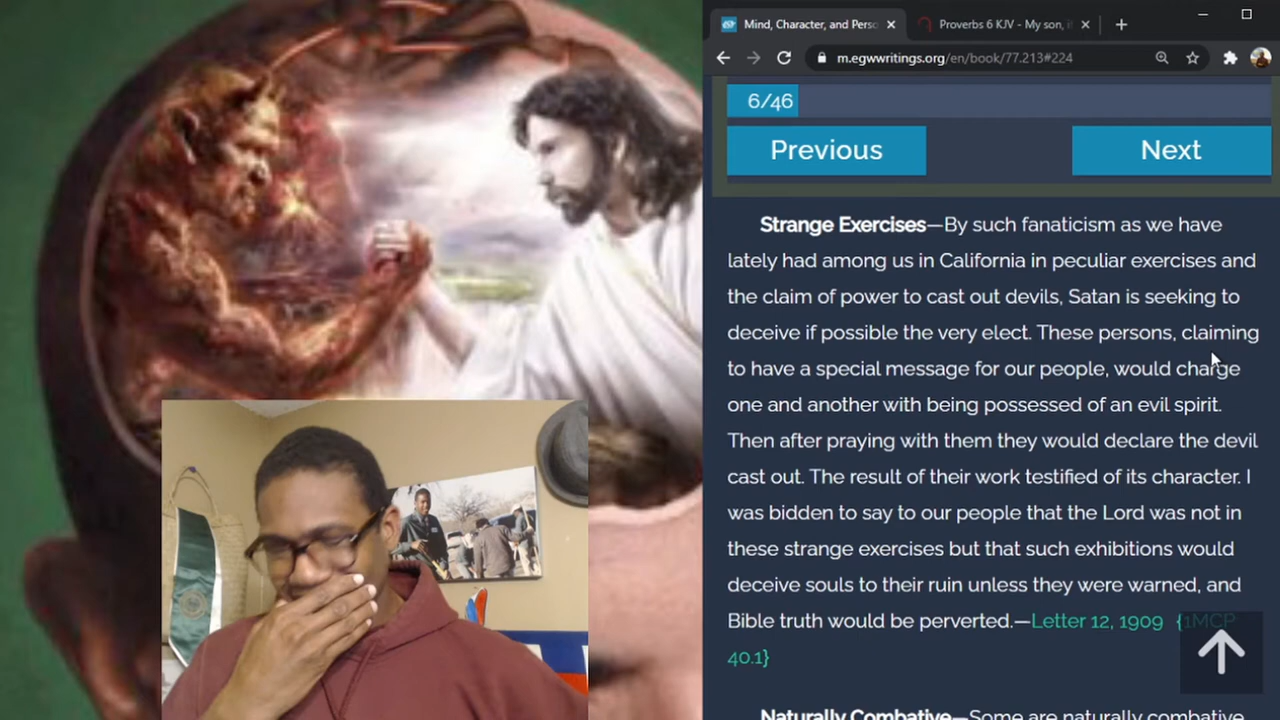 Mind, Character, and Perso
Proverbs 6 KJV - My son, i
m.egwwritings.org/en/book/77.213#224
6/46
Previous
Next
Strange Exercises—By such fanaticism as we have
lately had among us in California in peculiar exercises and
the claim of power to cast out devils, Satan is seeking to
deceive if possible the very elect. These persons, claiming
to have a special message for our people, would charge
one and another with being possessed of an evil spirit.
Then after praying with them they would declare the devil
cast out. The result of their work testified of its character. I
was bidden to say to our people that the Lord was not in
these strange exercises but that such exhibitions would
deceive souls to their ruin unless they were warned, and
Bible truth would be perverted.—Letter 12, 1909 {1MCP
40.1}
Naturally Combative—Some are naturally combative